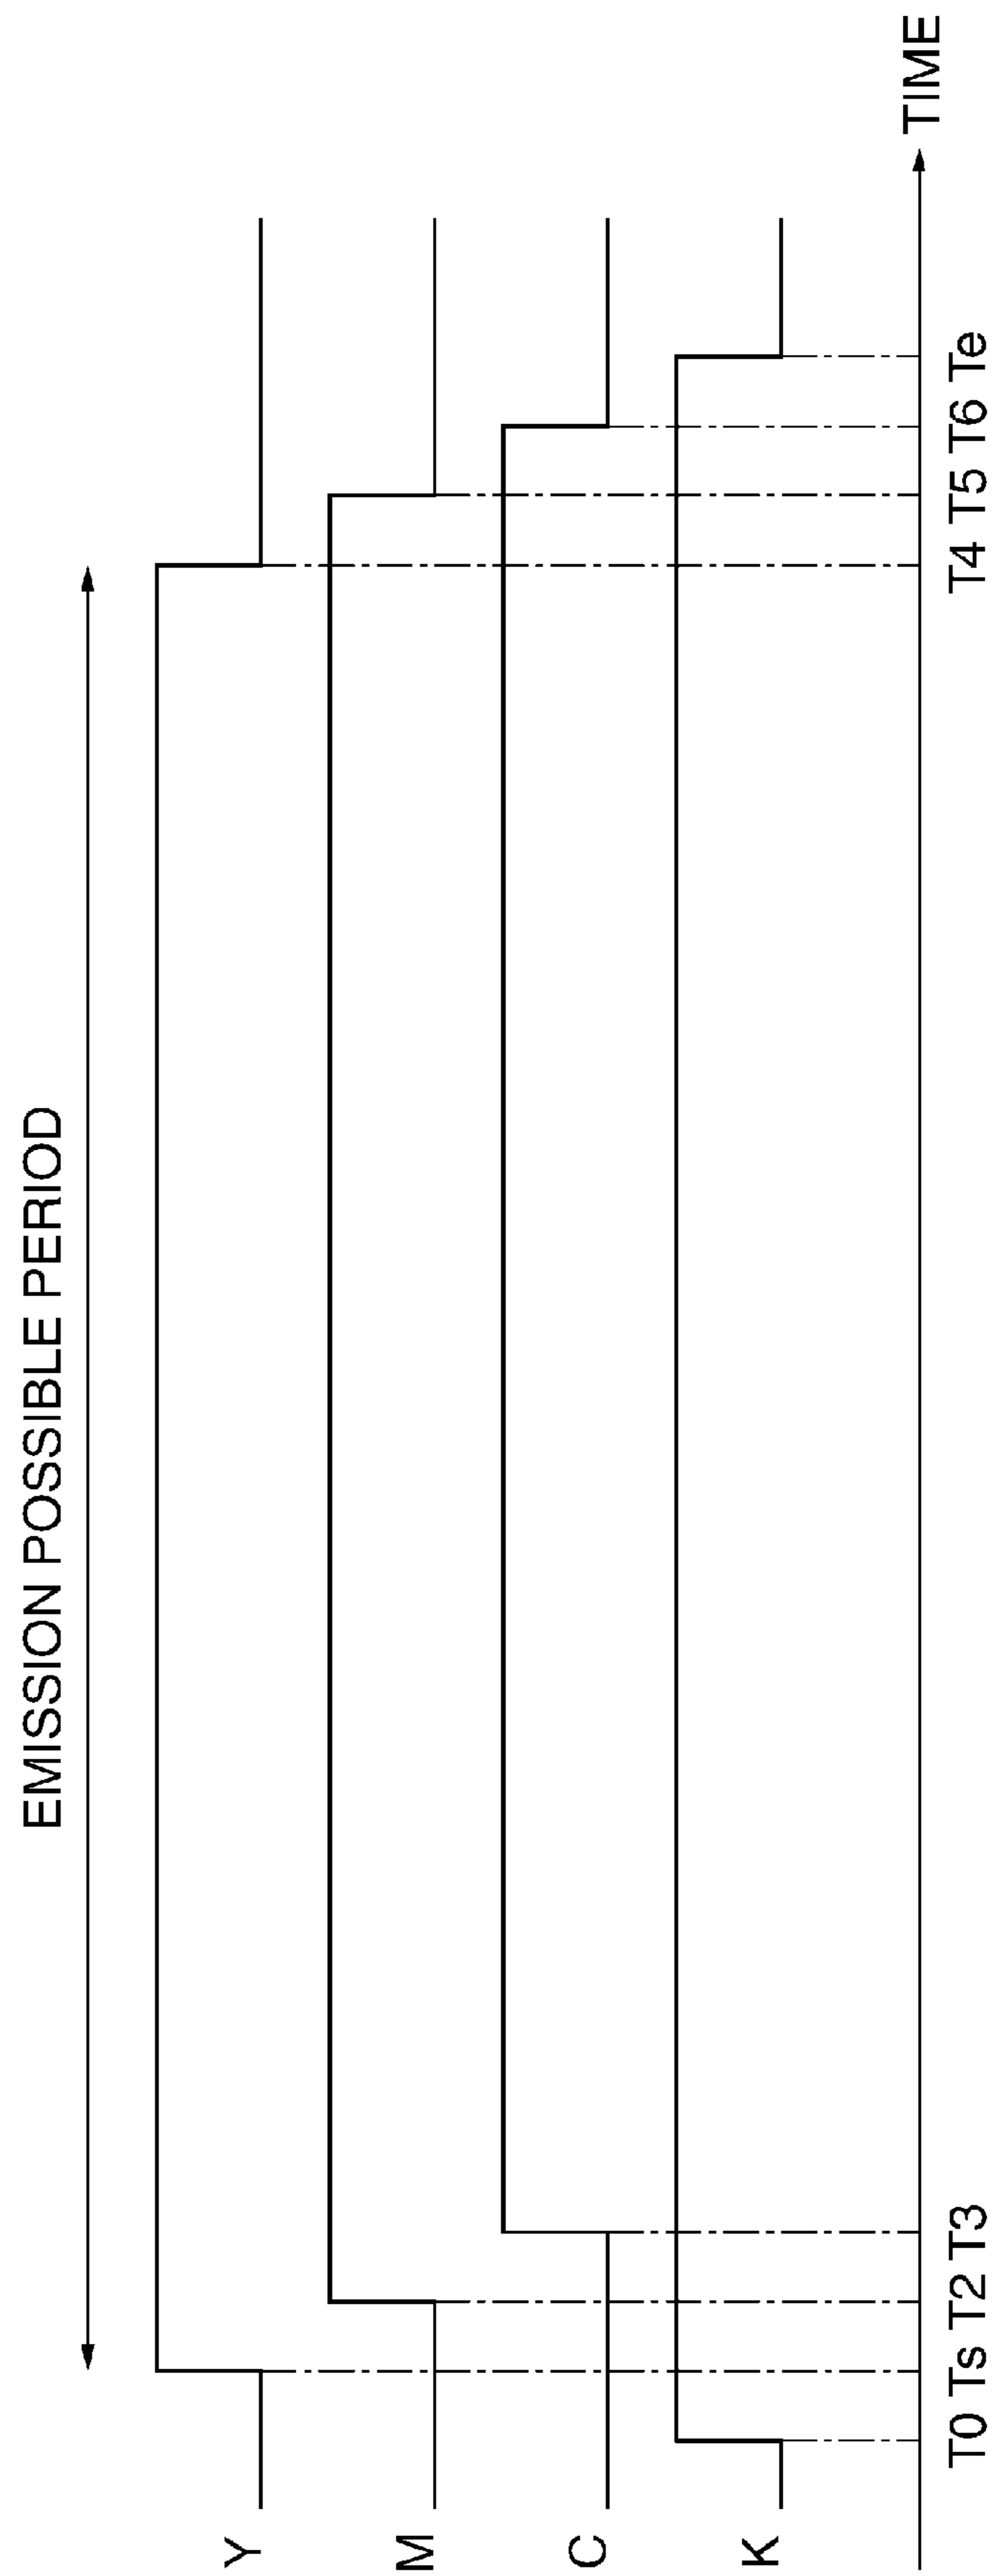 EMISSION POSSIBLE PERIOD
Y
M
C
K
TIME
T0 Ts T2 T3 T4 T5 T6 Te